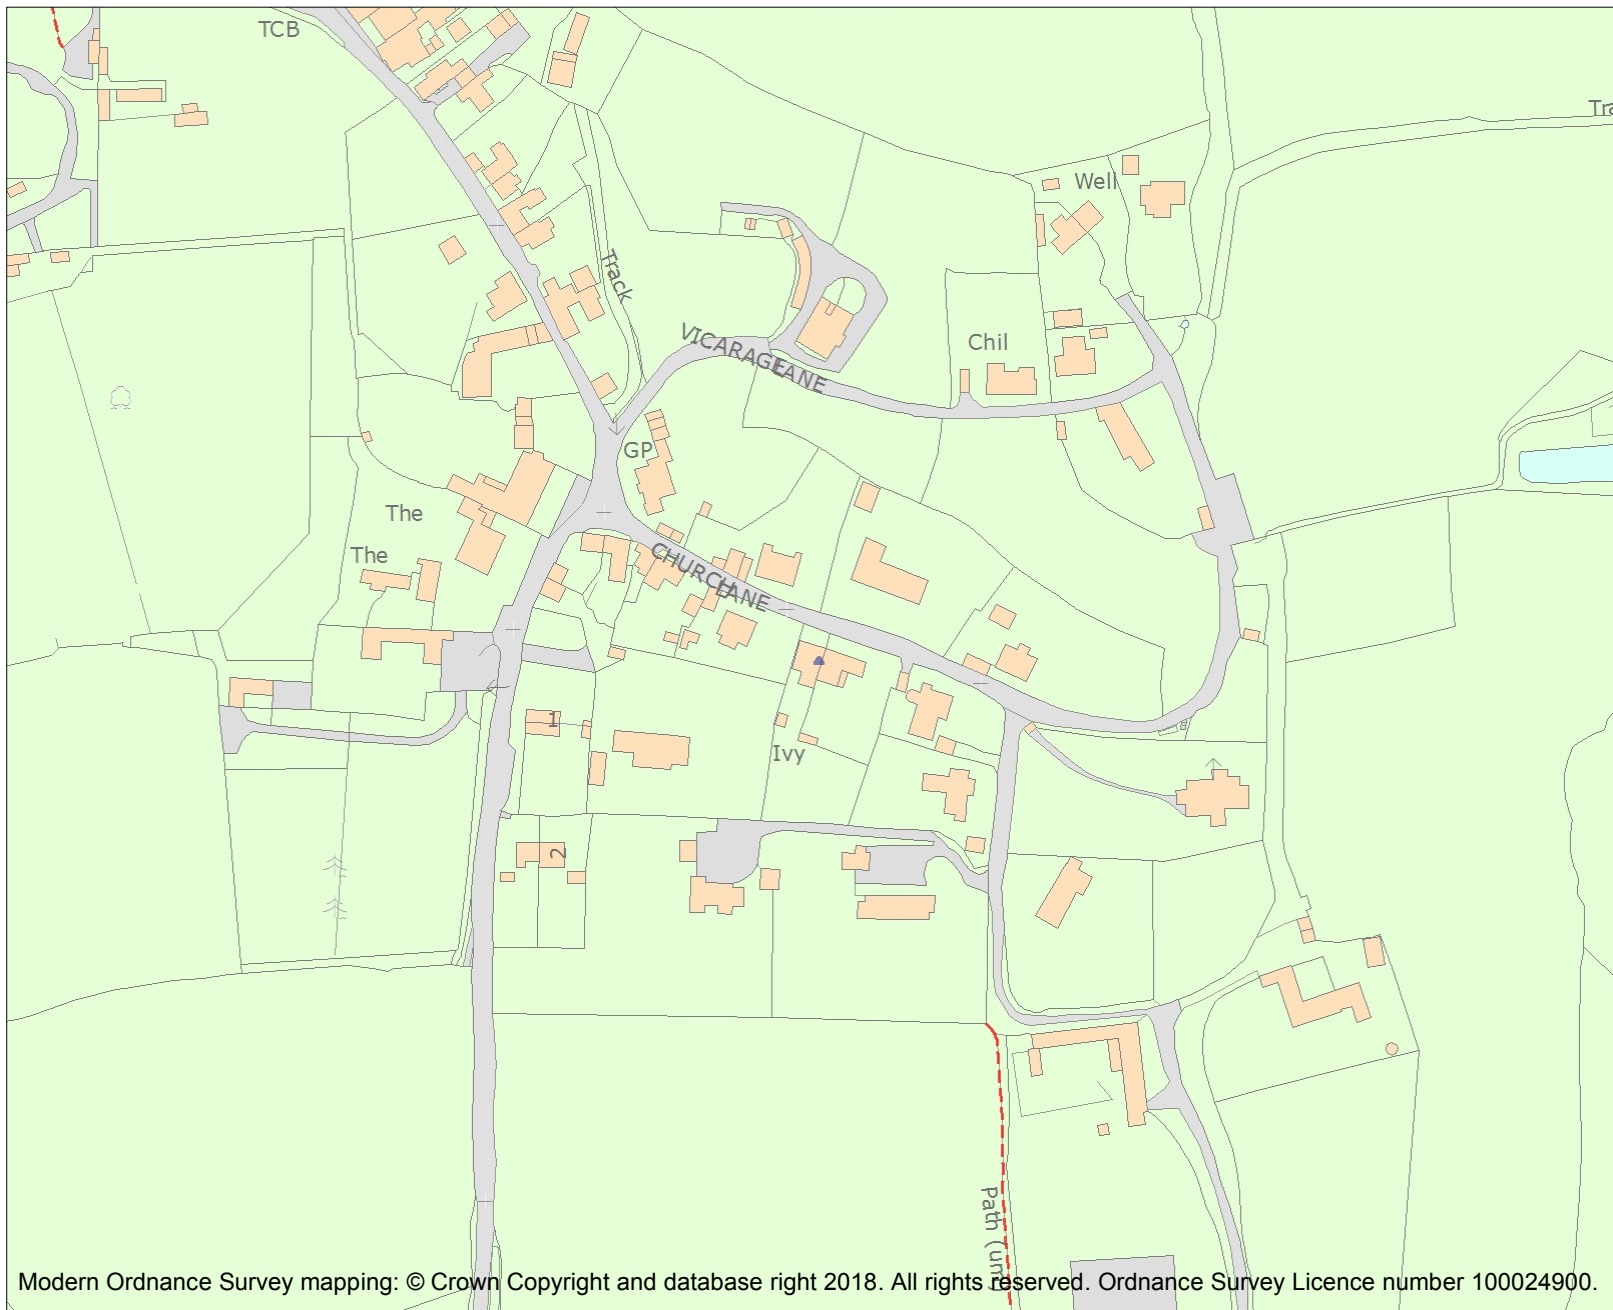 TCB
Tra
Well
Track
VICARAGE LANE
Chil
GP
The
The
CHURCH LANE
1
Ivy
2
Path (um)
Modern Ordnance Survey mapping: © Crown Copyright and database right 2018. All rights reserved. Ordnance Survey Licence number 100024900.